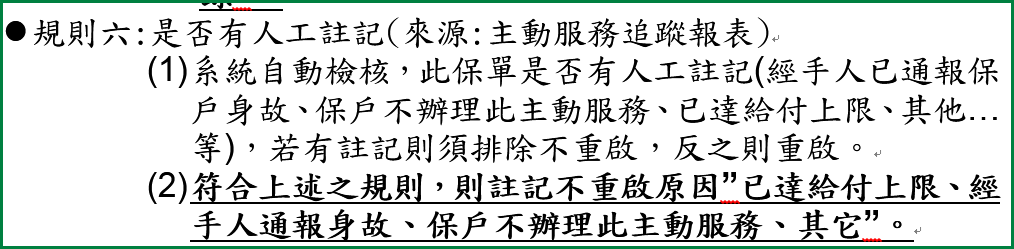 ●規則六:是否有人工註記(來源:主動服務追蹤報表)
(1)系統自動檢核，此保單是否有人工註記(經手人已通報保
戶身故、保戶不辦理此主動服務、已達給付上限、其他…
等)，若有註記則須排除不重啟，反之則重啟。
(2)符合上述之規則，則註記不重啟原因”已達給付上限、經
手人通報身故、保戶不辦理此主動服務、其它”。